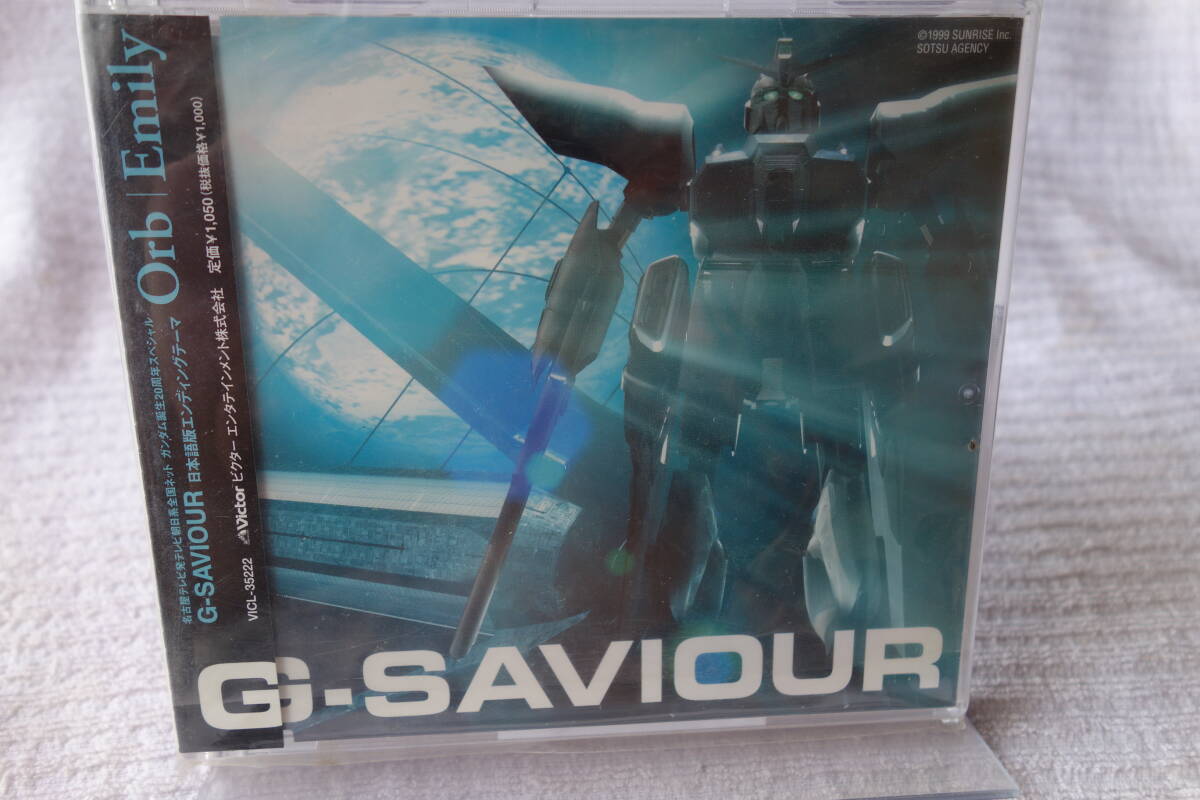 Orb | Emily
名古屋テレビ発テレビ朝日系全国ネット ガンダム誕生20周年スペシャル
G-SAVIOUR 日本語版エンディングテーマ
VICL-35222 Victor ビクター エンタテインメント株式会社 定価¥1,050(税抜価格¥1,000)
©1999 SUNRISE Inc.
SOTSU AGENCY
G-SAVIOUR